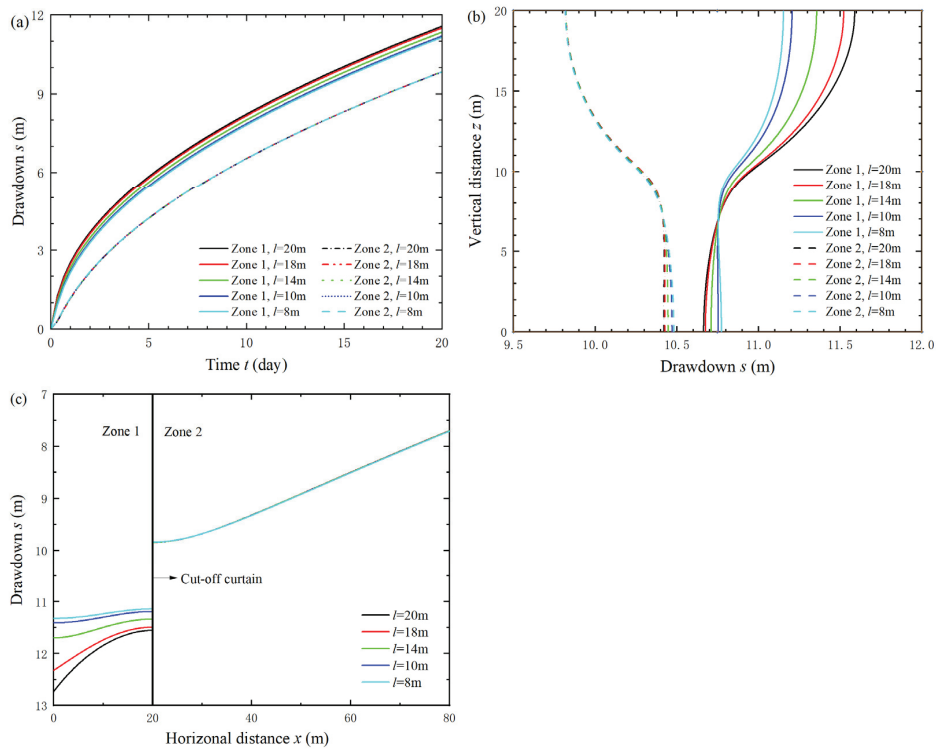 (a)
12
9
6
3
0
0 5 10 15 20
Drawdown s (m)
Time t (day)
Zone 1, l=20m Zone 2, l=20m
Zone 1, l=18m Zone 2, l=18m
Zone 1, l=14m Zone 2, l=14m
Zone 1, l=10m Zone 2, l=10m
Zone 1, l=8m Zone 2, l=8m
(b)
20
15
10
5
0
9.5 10.0 10.5 11.0 11.5 12.0
Vertical distance z (m)
Drawdown s (m)
Zone 1, l=20m
Zone 1, l=18m
Zone 1, l=14m
Zone 1, l=10m
Zone 1, l=8m
Zone 2, l=20m
Zone 2, l=18m
Zone 2, l=14m
Zone 2, l=10m
Zone 2, l=8m
(c)
7
8
9
10
11
12
13
0 20 40 60 80
Drawdown s (m)
Horizonal distance x (m)
Zone 1 Zone 2
Cut-off curtain
l=20m
l=18m
l=14m
l=10m
l=8m